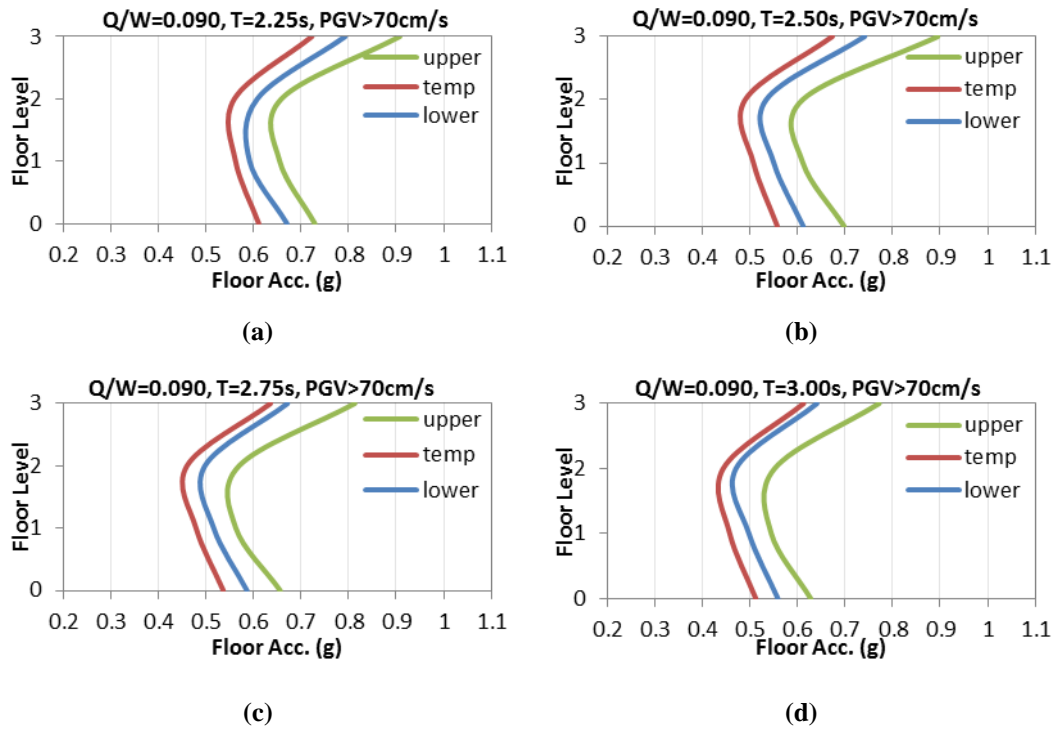 Q/W=0.090, T=2.25s, PGV>70cm/s
3
2
1
0
Floor Level
upper
temp
lower
0.2 0.3 0.4 0.5 0.6 0.7 0.8 0.9 1 1.1
Floor Acc. (g)
(a)
Q/W=0.090, T=2.50s, PGV>70cm/s
3
2
1
0
Floor Level
upper
temp
lower
0.2 0.3 0.4 0.5 0.6 0.7 0.8 0.9 1 1.1
Floor Acc. (g)
(b)
Q/W=0.090, T=2.75s, PGV>70cm/s
3
2
1
0
Floor Level
upper
temp
lower
0.2 0.3 0.4 0.5 0.6 0.7 0.8 0.9 1 1.1
Floor Acc. (g)
(c)
Q/W=0.090, T=3.00s, PGV>70cm/s
3
2
1
0
Floor Level
upper
temp
lower
0.2 0.3 0.4 0.5 0.6 0.7 0.8 0.9 1 1.1
Floor Acc. (g)
(d)